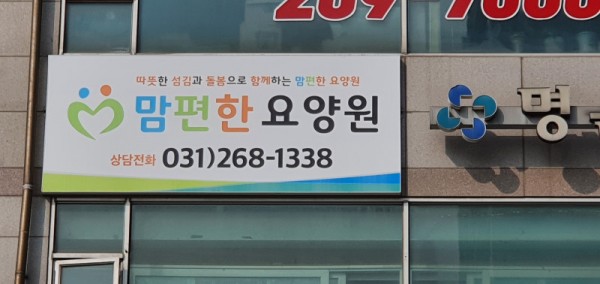 따뜻한 섬김과 돌봄으로 함께하는 맘편한 요양원
맘편한 요양원
상담전화 031)268-1338
명